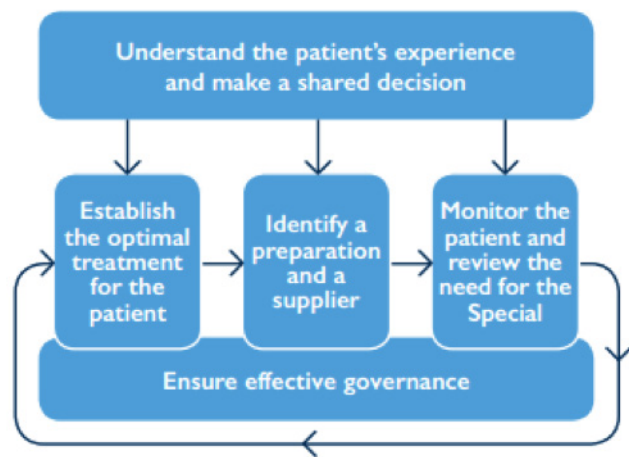 Understand the patient's experience
and make a shared decision
Establish
the optimal
treatment
for the
patient
Identify a
preparation
and a
supplier
Monitor the
patient and
review the
need for the
Special
Ensure effective governance